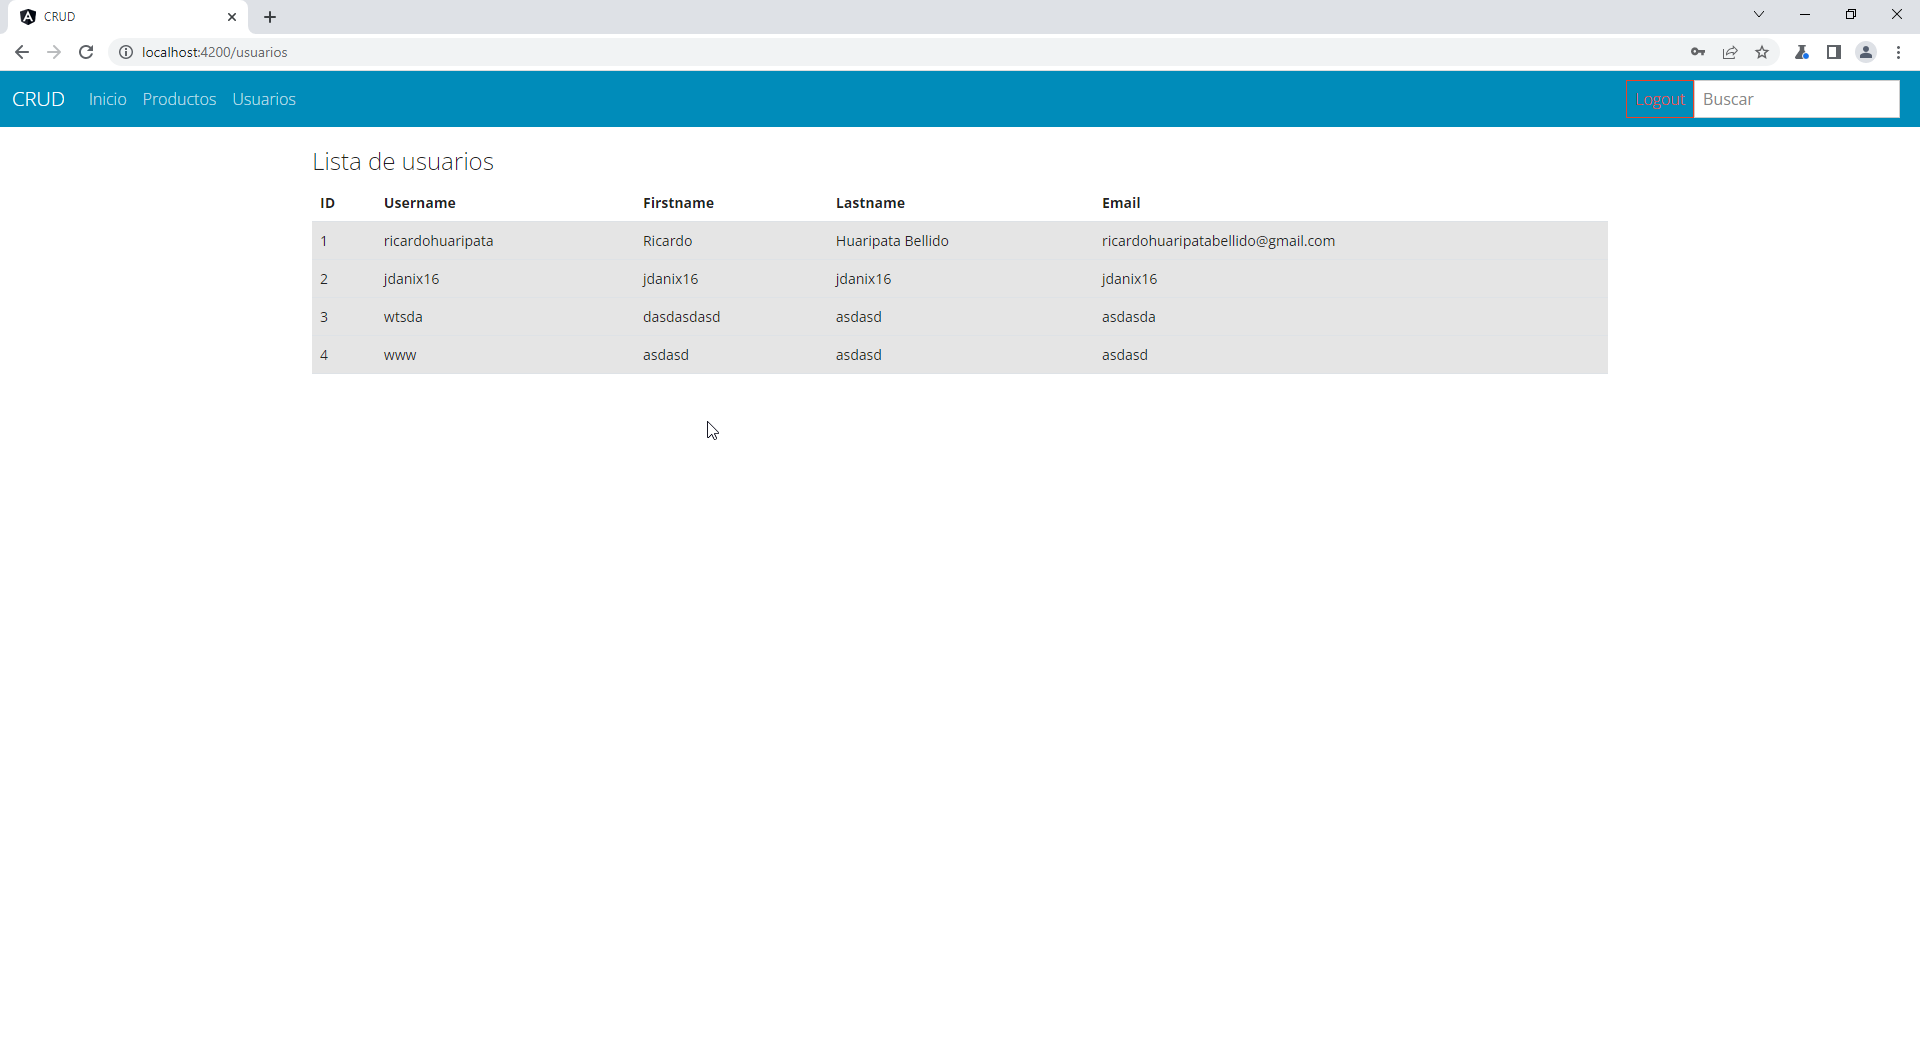 CRUD
localhost:4200/usuarios
CRUD Inicio Productos Usuarios Logout Buscar
Lista de usuarios
ID Username Firstname Lastname Email
1 ricardohuaripata Ricardo Huaripata Bellido ricardohuaripatabellido@gmail.com
2 jdanix16 jdanix16 jdanix16 jdanix16
3 wtsda dasdasdasd asdasd asdasda
4 www asdasd asdasd asdasd